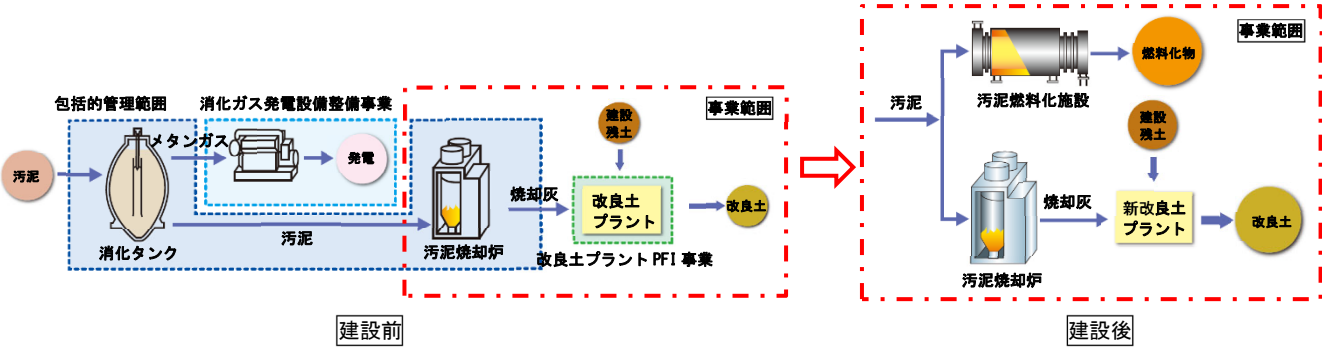 包括的管理範囲
消化ガス発電設備整備事業
事業範囲
メタンガス
汚泥
発電
建設
残土
焼却灰
改良土
プラント
改良土
汚泥
消化タンク
汚泥焼却炉
改良土プラント PFI 事業
建設前
事業範囲
燃料化物
汚泥
汚泥燃料化施設
建設
残土
焼却灰
新改良土
プラント
改良土
汚泥焼却炉
建設後